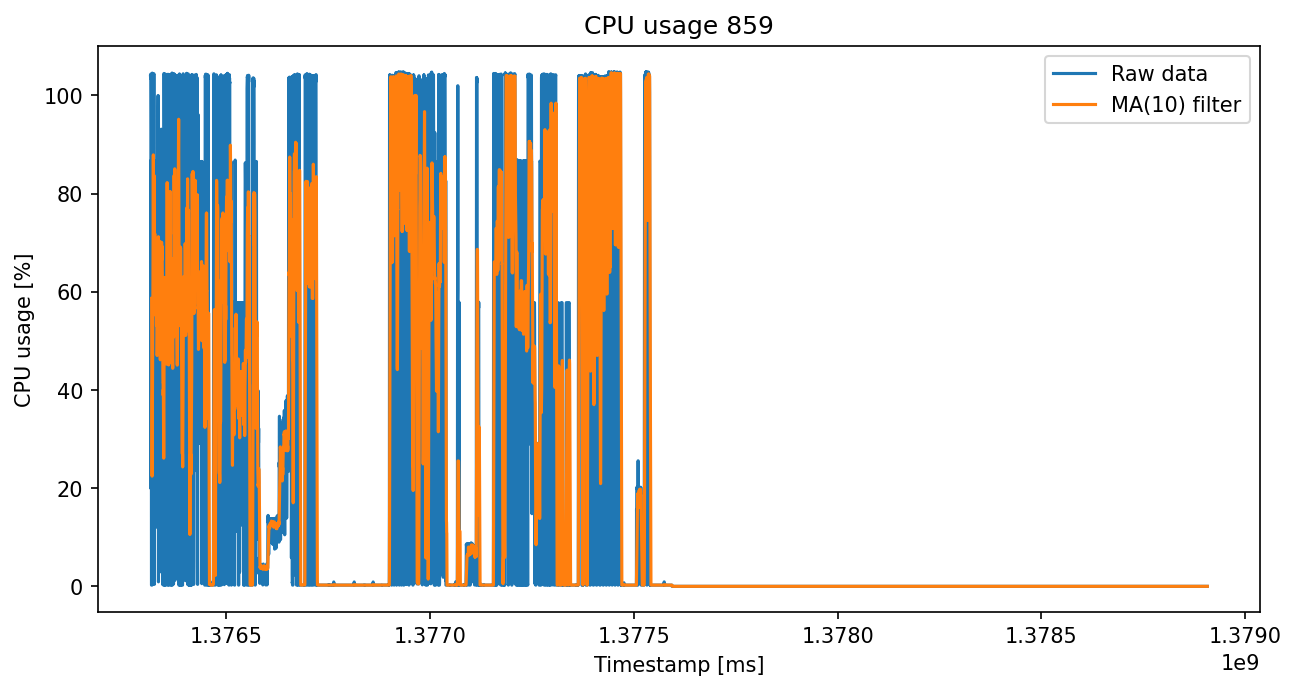 CPU usage 859
Raw data
MA(10) filter
CPU usage [%]
100
80
60
40
20
0
1.3765 1.3770 1.3775 1.3780 1.3785 1.3790
1e9
Timestamp [ms]